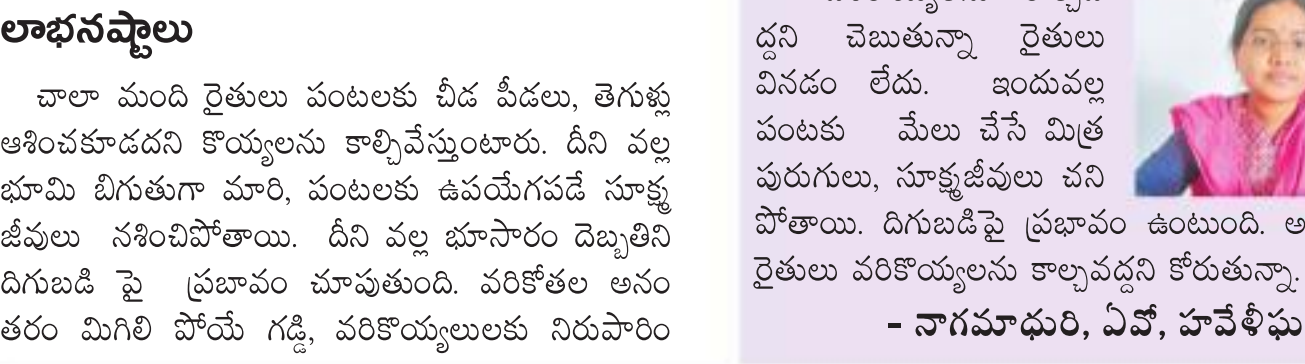 లాభనష్టాలు
చాలా మంది రైతులు పంటలకు చీడ పీడలు, తెగుళ్లు
ఆశించకూడదని కొయ్యలను కాల్చివేస్తుంటారు. దీని వల్ల
భూమి బిగుతుగా మారి, పంటలకు ఉపయేగపడే సూక్ష్మ
జీవులు నశించిపోతాయి. దీని వల్ల భూసారం దెబ్బతిని
దిగుబడి పై ప్రబావం చూపుతుంది. వరికోతల అనం
తరం మిగిలి పోయే గడ్డి, వరికొయ్యలులకు నిరుపారిం
ద్దని చెబుతున్నా రైతులు
వినడం లేదు. ఇందువల్ల
పంటకు మేలు చేసే మిత్ర
పురుగులు, సూక్ష్మజీవులు చని
పోతాయి. దిగుబడిపై ప్రభావం ఉంటుంది. అ
రైతులు వరికొయ్యలను కాల్చవద్దని కోరుతున్నా.
- నాగమాధురి, ఏవో, హవేళీఘ